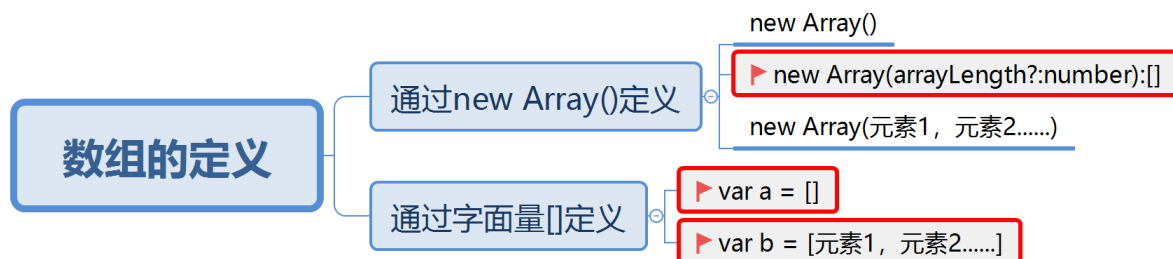 数组的定义
通过new Array()定义
new Array()
new Array(arrayLength?:number):[]
new Array(元素1，元素2......)
通过字面量[]定义
var a = []
var b = [元素1，元素2......]